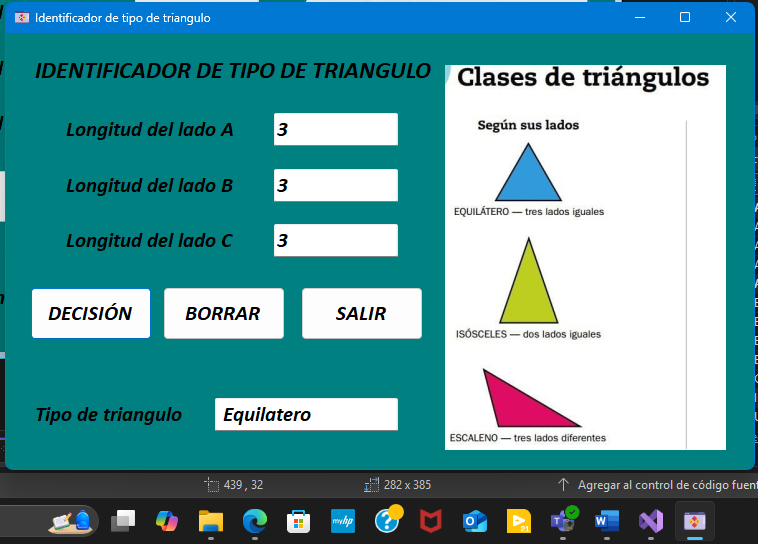 Identificador de tipo de triangulo
IDENTIFICADOR DE TIPO DE TRIANGULO
Longitud del lado A 3
Longitud del lado B 3
Longitud del lado C 3
DECISIÓN BORRAR SALIR
Tipo de triangulo Equilatero
Clases de triángulos
Según sus lados
EQUILÁTERO — tres lados iguales
ISÓSCELES — dos lados iguales
ESCALENO — tres lados diferentes
439 , 32 282 x 385 Agregar al control de código fuent
myhp
P1